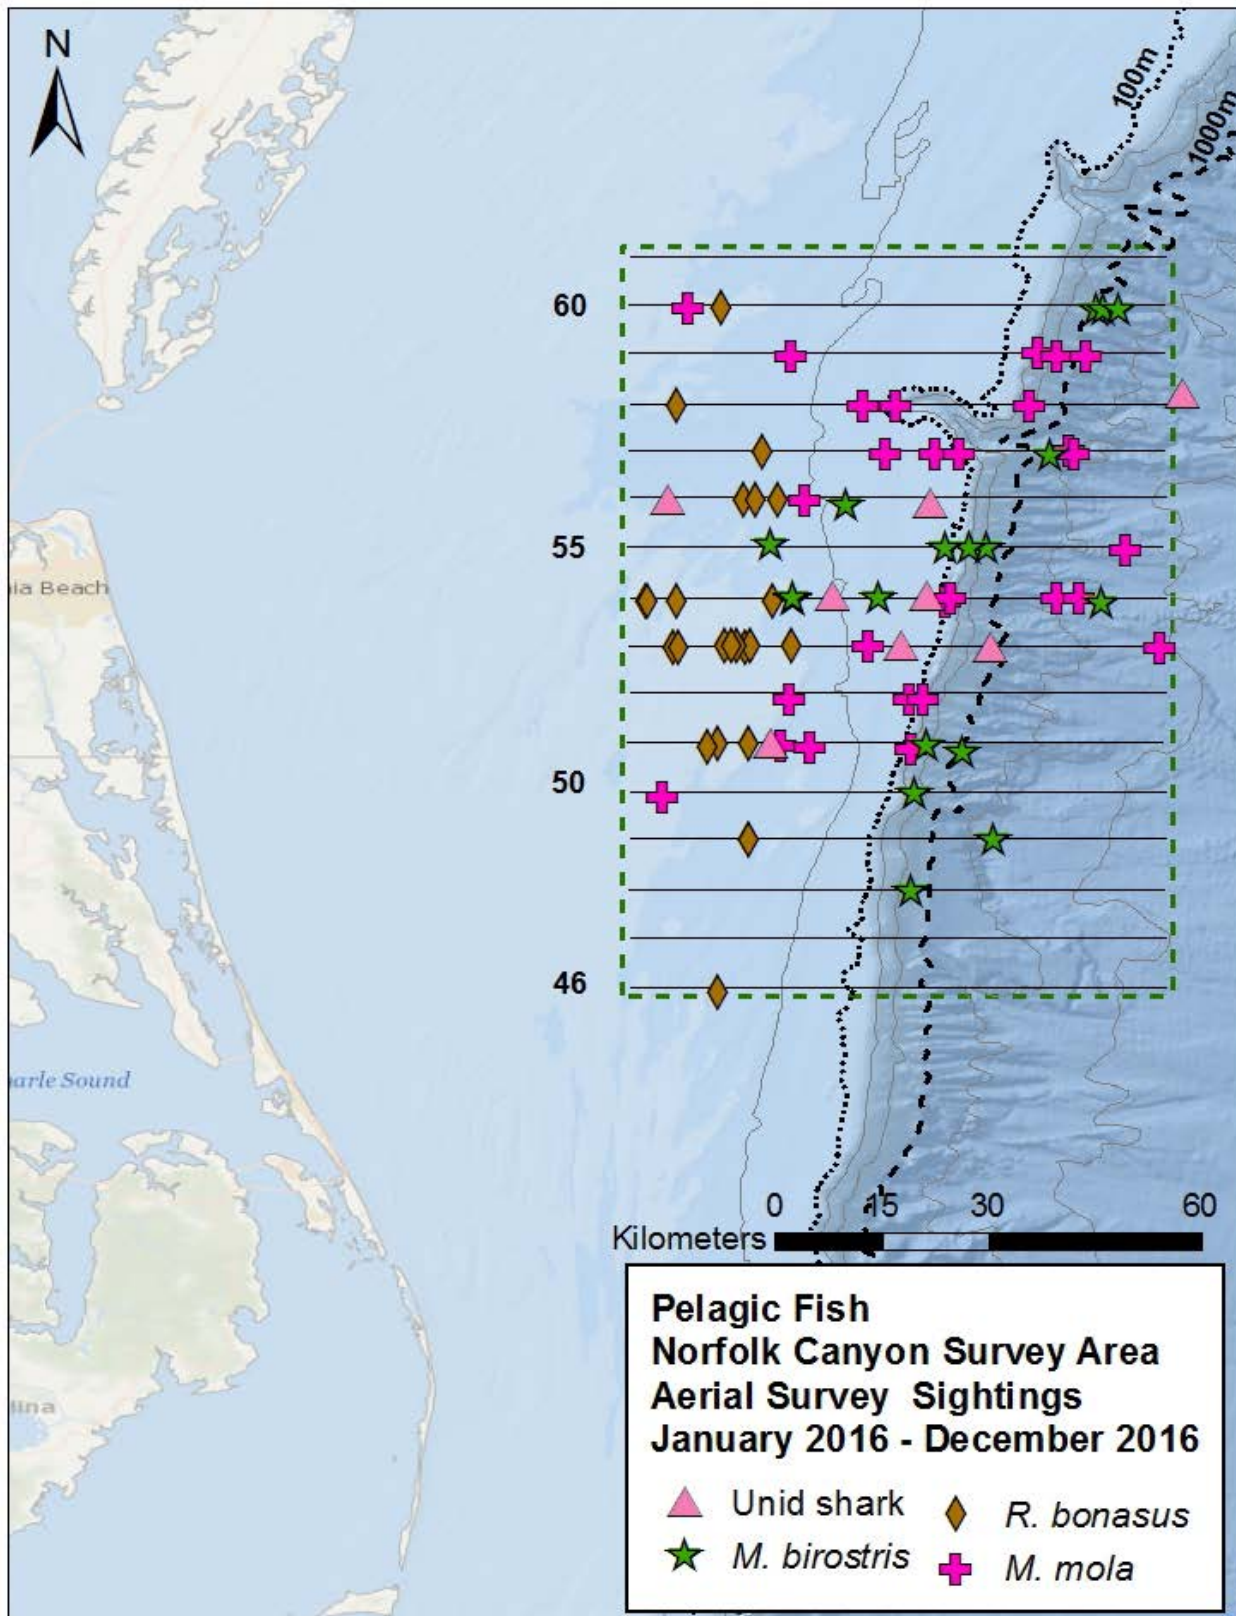 N
100m
1000m
60
55
ia Beach
50
46
arle Sound
0 15 30 60
Kilometers
lina
Pelagic Fish
Norfolk Canyon Survey Area
Aerial Survey Sightings
January 2016 - December 2016
Unid shark
R. bonasus
M. birostris
M. mola